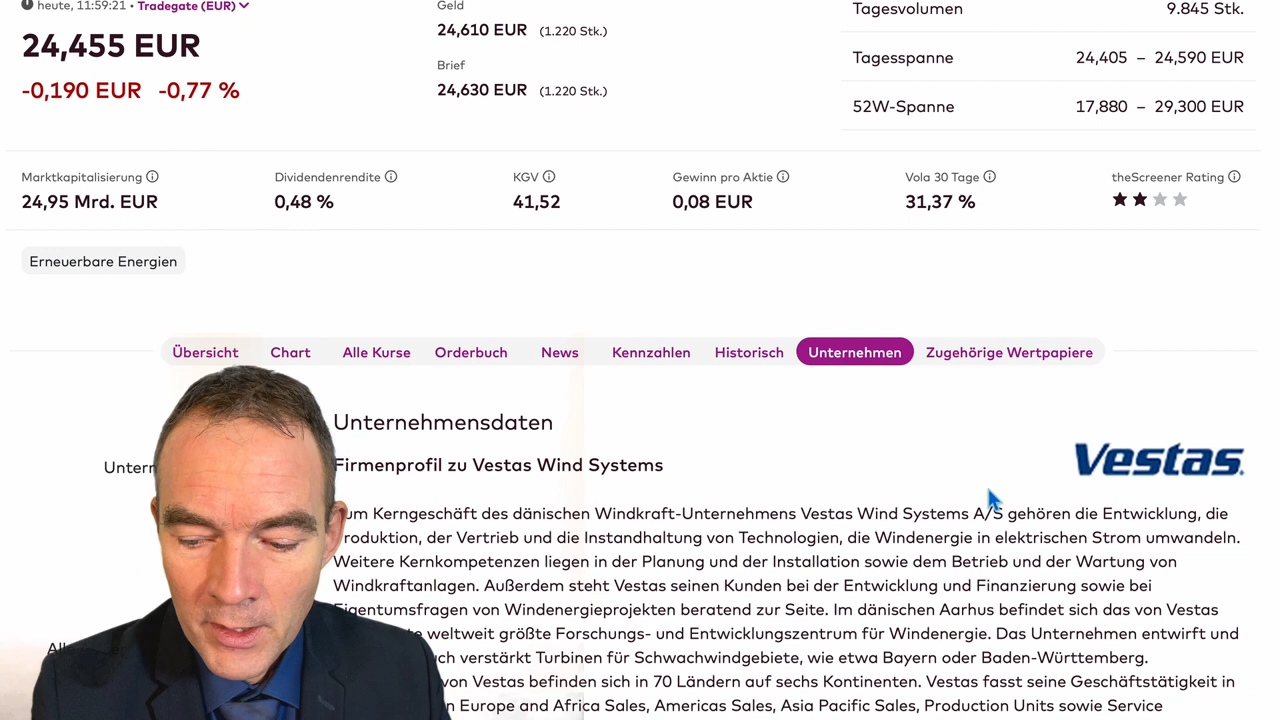 heute, 11:59:21 • Tradegate (EUR)
24,455 EUR
-0,190 EUR -0,77 %
Geld
24,610 EUR (1.220 Stk.)
Brief
24,630 EUR (1.220 Stk.)
Tagesvolumen 9.845 Stk.
Tagesspanne 24,405 – 24,590 EUR
52W-Spanne 17,880 – 29,300 EUR
Marktkapitalisierung
24,95 Mrd. EUR
Dividendenrendite
0,48 %
KGV
41,52
Gewinn pro Aktie
0,08 EUR
Vola 30 Tage
31,37 %
theScreener Rating
Erneuerbare Energien
Übersicht Chart Alle Kurse Orderbuch News Kennzahlen Historisch Unternehmen Zugehörige Wertpapiere
Unternehmensdaten
Firmenprofil zu Vestas Wind Systems
Vestas
Kerngeschäft des dänischen Windkraft-Unternehmens Vestas Wind Systems A/S gehören die Entwicklung, die
der Vertrieb und die Instandhaltung von Technologien, die Windenergie in elektrischen Strom umwandeln.
Weitere Kernkompetenzen liegen in der Planung und der Installation sowie dem Betrieb und der Wartung von
Windkraftanlagen. Außerdem steht Vestas seinen Kunden bei der Entwicklung und Finanzierung sowie bei
Eigentumsfragen von Windenergieprojekten beratend zur Seite. Im dänischen Aarhus befindet sich das von Vestas
weltweit größte Forschungs- und Entwicklungszentrum für Windenergie. Das Unternehmen entwirft und
verstärkt Turbinen für Schwachwindgebiete, wie etwa Bayern oder Baden-Württemberg.
von Vestas befinden sich in 70 Ländern auf sechs Kontinenten. Vestas fasst seine Geschäftstätigkeit in
Europe and Africa Sales, Americas Sales, Asia Pacific Sales, Production Units sowie Service